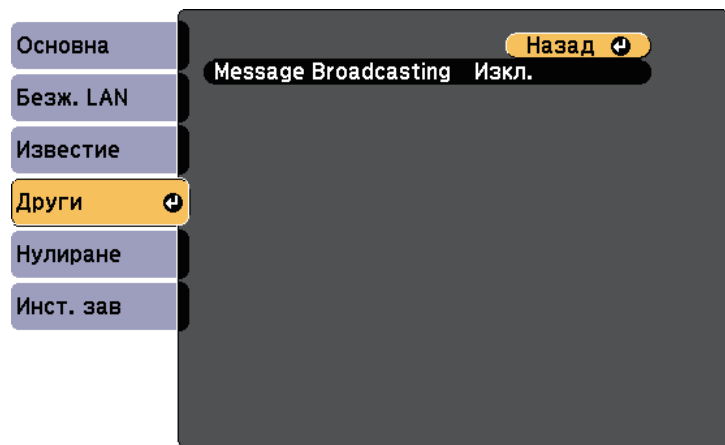 Основна
Безж. LAN
Известие
Други
Нулиране
Инст. зав
Назад
Message Broadcasting Изкл.